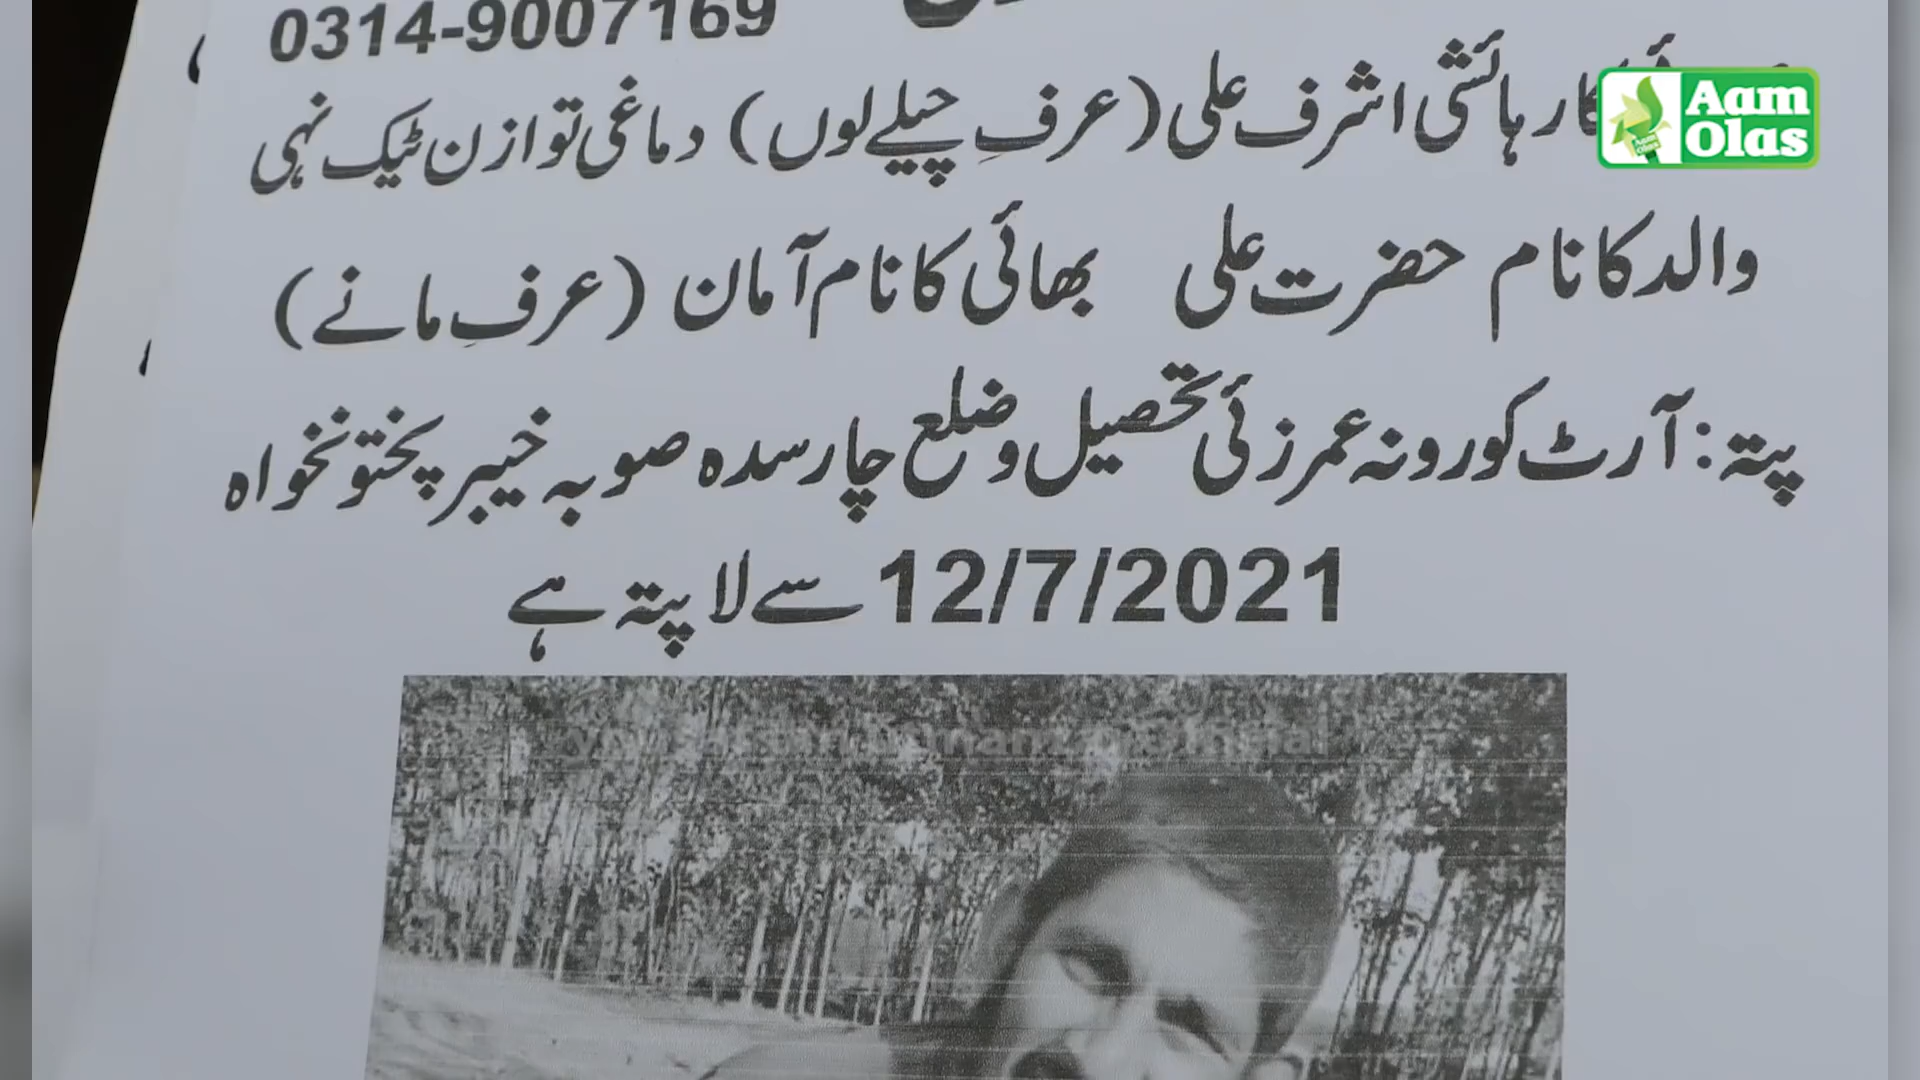 0314-9007169
کا رہائشی اشرف علی (عرفِ چیلے لوں) دماغی توازن ٹیک نہی
والد کا نام حضرت علی بھائی کا نام آمان (عرفِ مانے)
پتہ: آرٹ کورونہ عمرزئی تحصیل و ضلع چارسدہ صوبہ خیبر پختونخواہ
12/7/2021 سے لاپتہ ہے
Aam
Olas